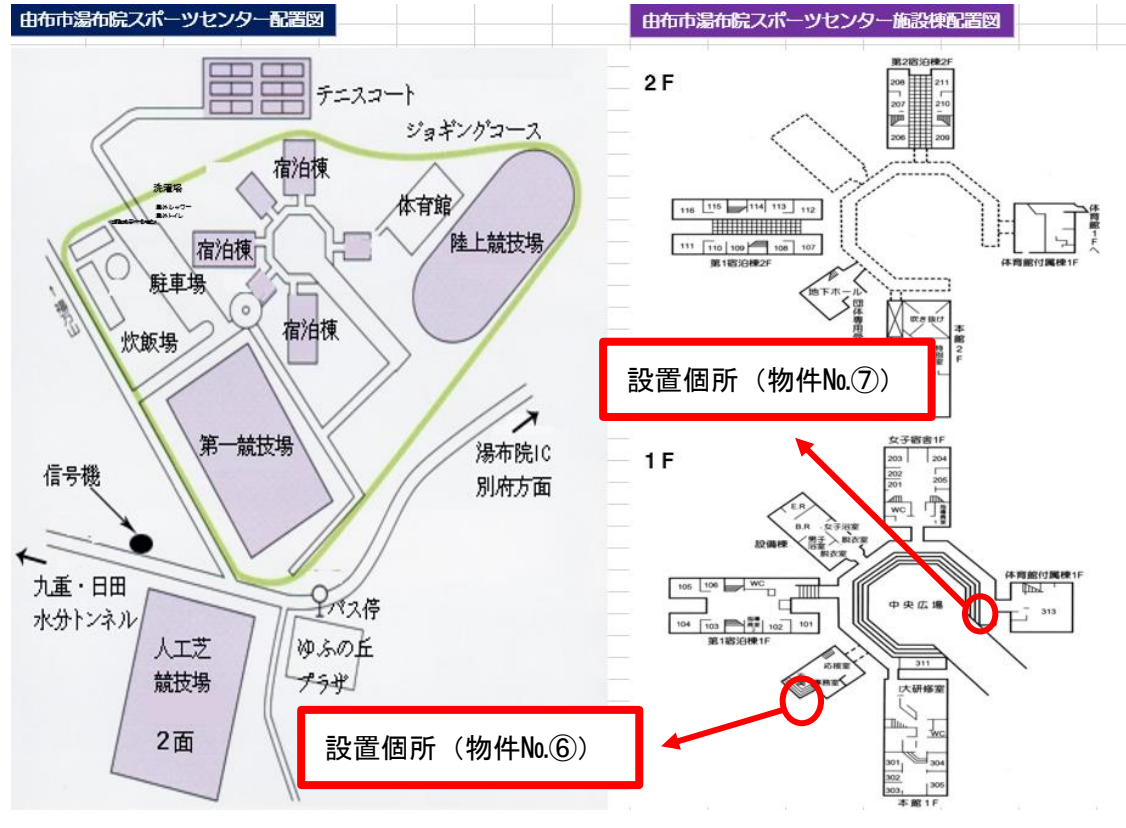 由布市湯布院スポーツセンター配置図
テニスコート
ジョギングコース
宿泊棟
洗濯場
体育館
宿泊棟
陸上競技場
駐車場
宿泊棟
炊飯場
第一競技場
湯布院IC
別府方面
信号機
九重・日田
水分トンネル
バス停
人工芝
競技場
2面
ゆふの丘
プラザ
由布市湯布院スポーツセンター施設棟配置図
2F
第2宿泊棟2F
208
211
207
210
206
209
116
115
114
113
112
111
110
109
108
107
第1宿泊棟2F
体育館1Fへ
体育館付属棟1F
地下ホール
吹き抜け
本館2F
設置個所（物件№⑦）
1F
女子宿舎1F
203
204
202
201
205
WC
E.R
B.R
女子浴室
脱衣室
男子浴室
脱衣室
設備棟
105
106
WC
104
103
102
101
第1宿泊棟1F
中央広場
体育館付属棟1F
313
応接室
事務室
311
大研修室
WC
301
304
302
303
305
本館1F
設置個所（物件№⑥）